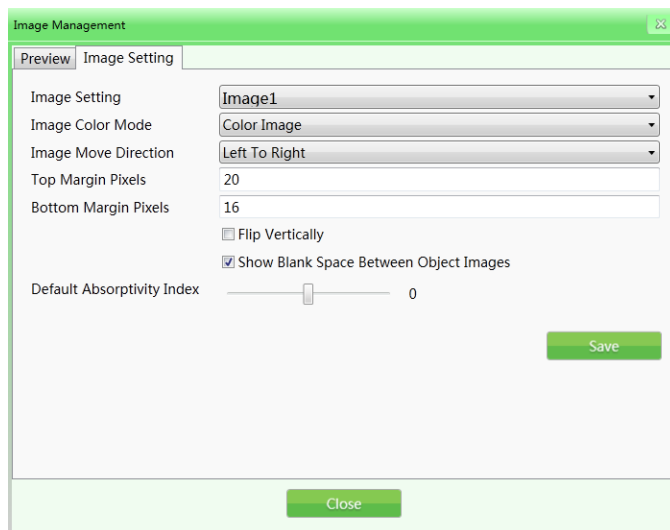 Image Management
Preview Image Setting
Image Setting Image1
Image Color Mode Color Image
Image Move Direction Left To Right
Top Margin Pixels 20
Bottom Margin Pixels 16
Flip Vertically
Show Blank Space Between Object Images
Default Absorptivity Index 0
Save
Close